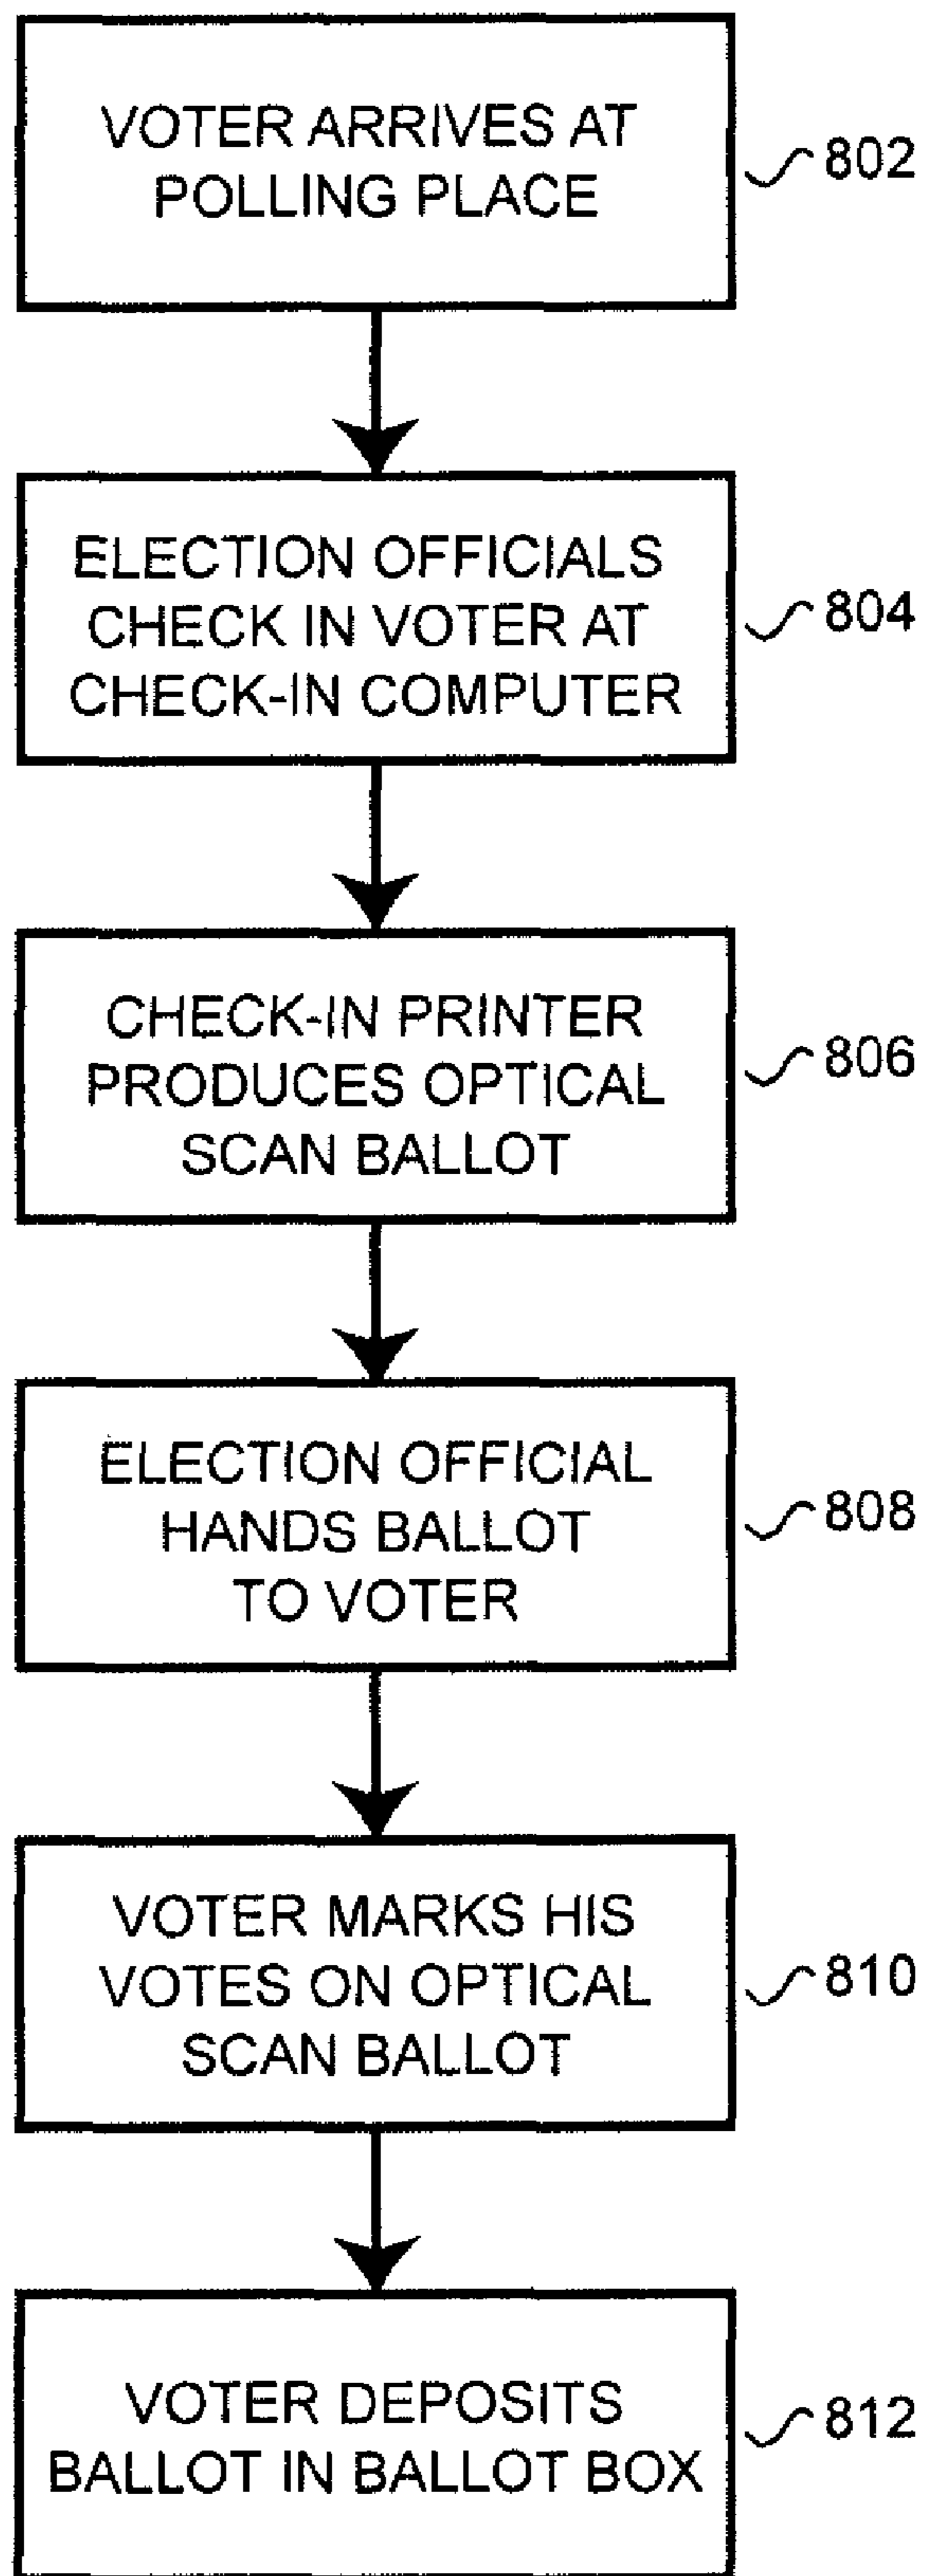 VOTER ARRIVES AT
POLLING PLACE
802
ELECTION OFFICIALS
CHECK IN VOTER AT
CHECK-IN COMPUTER
804
CHECK-IN PRINTER
PRODUCES OPTICAL
SCAN BALLOT
806
ELECTION OFFICIAL
HANDS BALLOT
TO VOTER
808
VOTER MARKS HIS
VOTES ON OPTICAL
SCAN BALLOT
810
VOTER DEPOSITS
BALLOT IN BALLOT BOX
812